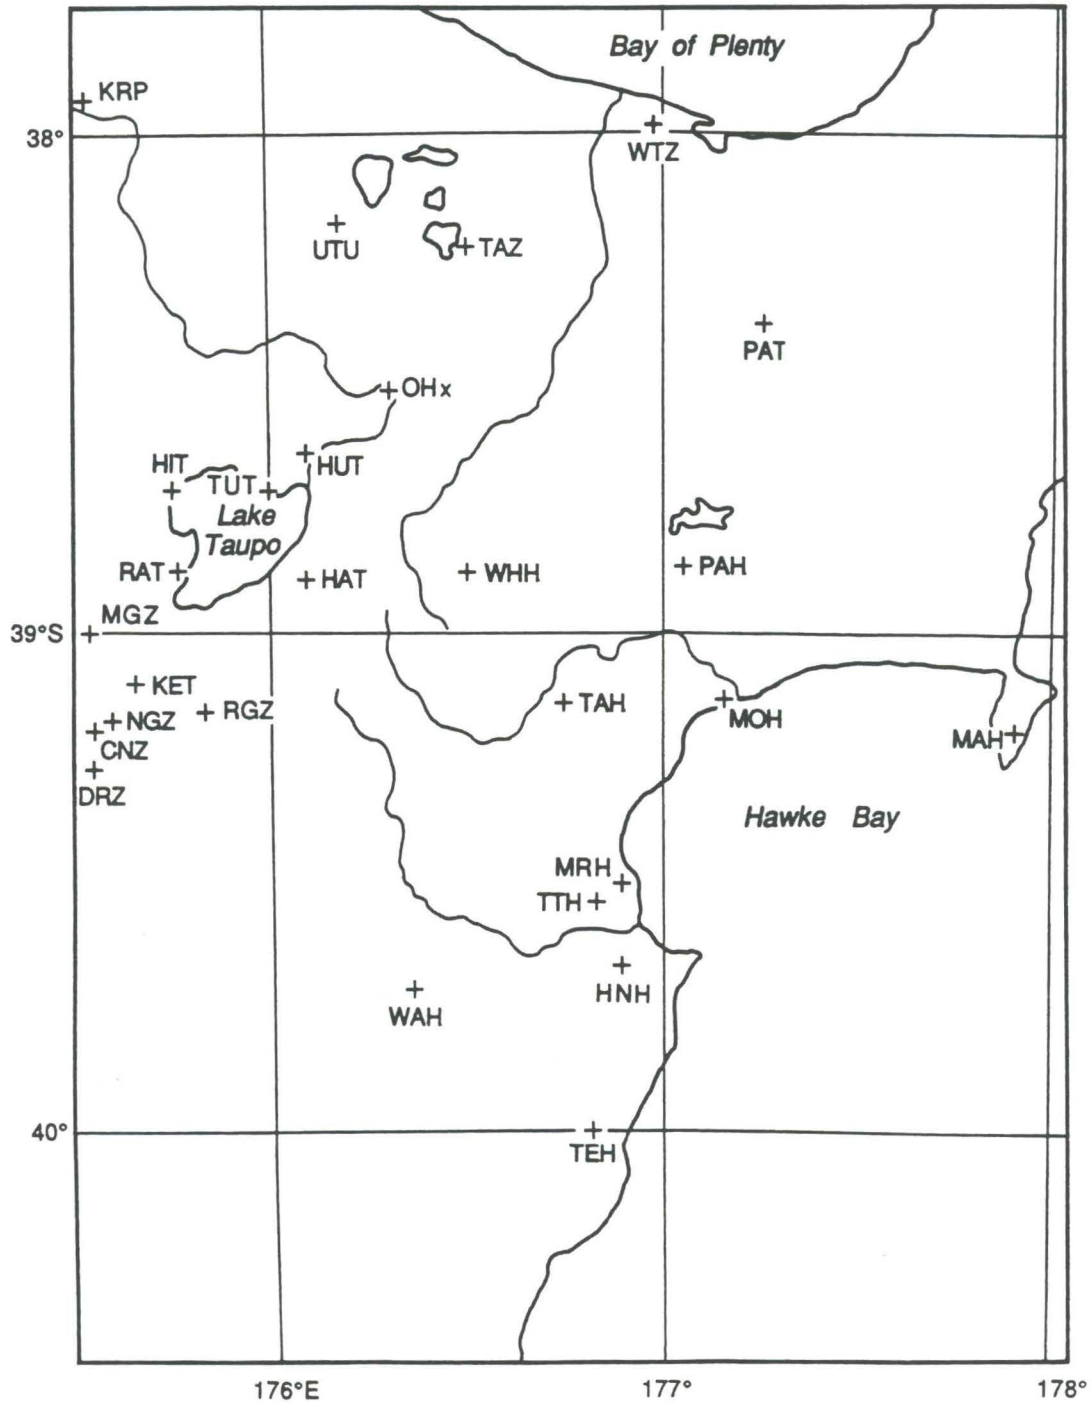 Bay of Plenty
KRP
38°
WTZ
UTU
TAZ
PAT
OHx
HIT
HUT
TUT
Lake
Taupo
RAT
HAT
WHH
PAH
MGZ
39°S
KET
NGZ
RGZ
TAH
MOH
CNZ
MAH
DRZ
Hawke Bay
MRH
TTH
HNH
WAH
40°
TEH
176°E
177°
178°